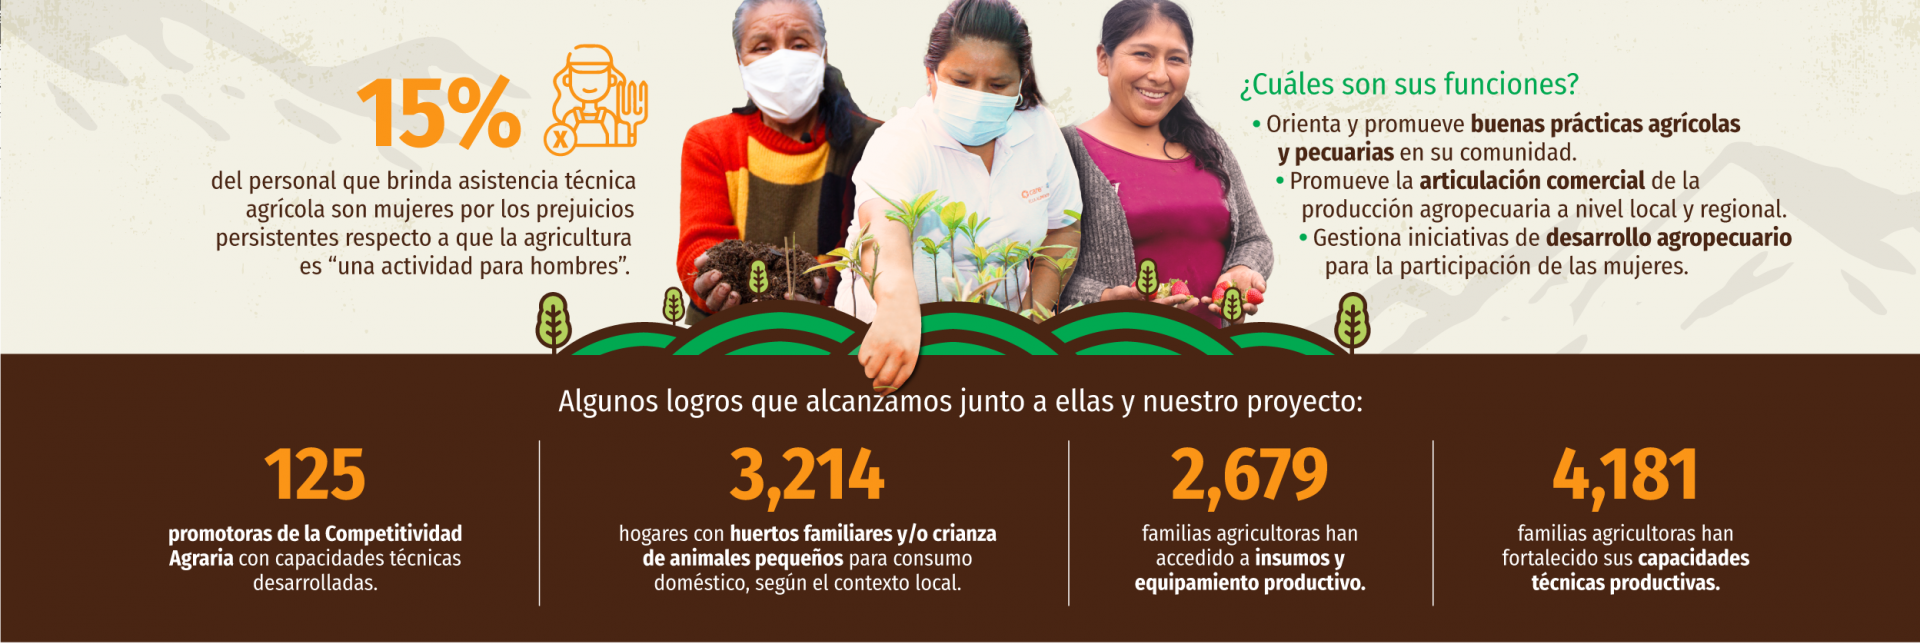 15%
X
del personal que brinda asistencia técnica
agrícola son mujeres por los prejuicios
persistentes respecto a que la agricultura
es “una actividad para hombres”.
¿Cuáles son sus funciones?
• Orienta y promueve buenas prácticas agrícolas
y pecuarias en su comunidad.
• Promueve la articulación comercial de la
producción agropecuaria a nivel local y regional.
• Gestiona iniciativas de desarrollo agropecuario
para la participación de las mujeres.
Algunos logros que alcanzamos junto a ellas y nuestro proyecto:
125
promotoras de la Competitividad
Agraria con capacidades técnicas
desarrolladas.
3,214
hogares con huertos familiares y/o crianza
de animales pequeños para consumo
doméstico, según el contexto local.
2,679
familias agricultoras han
accedido a insumos y
equipamiento productivo.
4,181
familias agricultoras han
fortalecido sus capacidades
técnicas productivas.